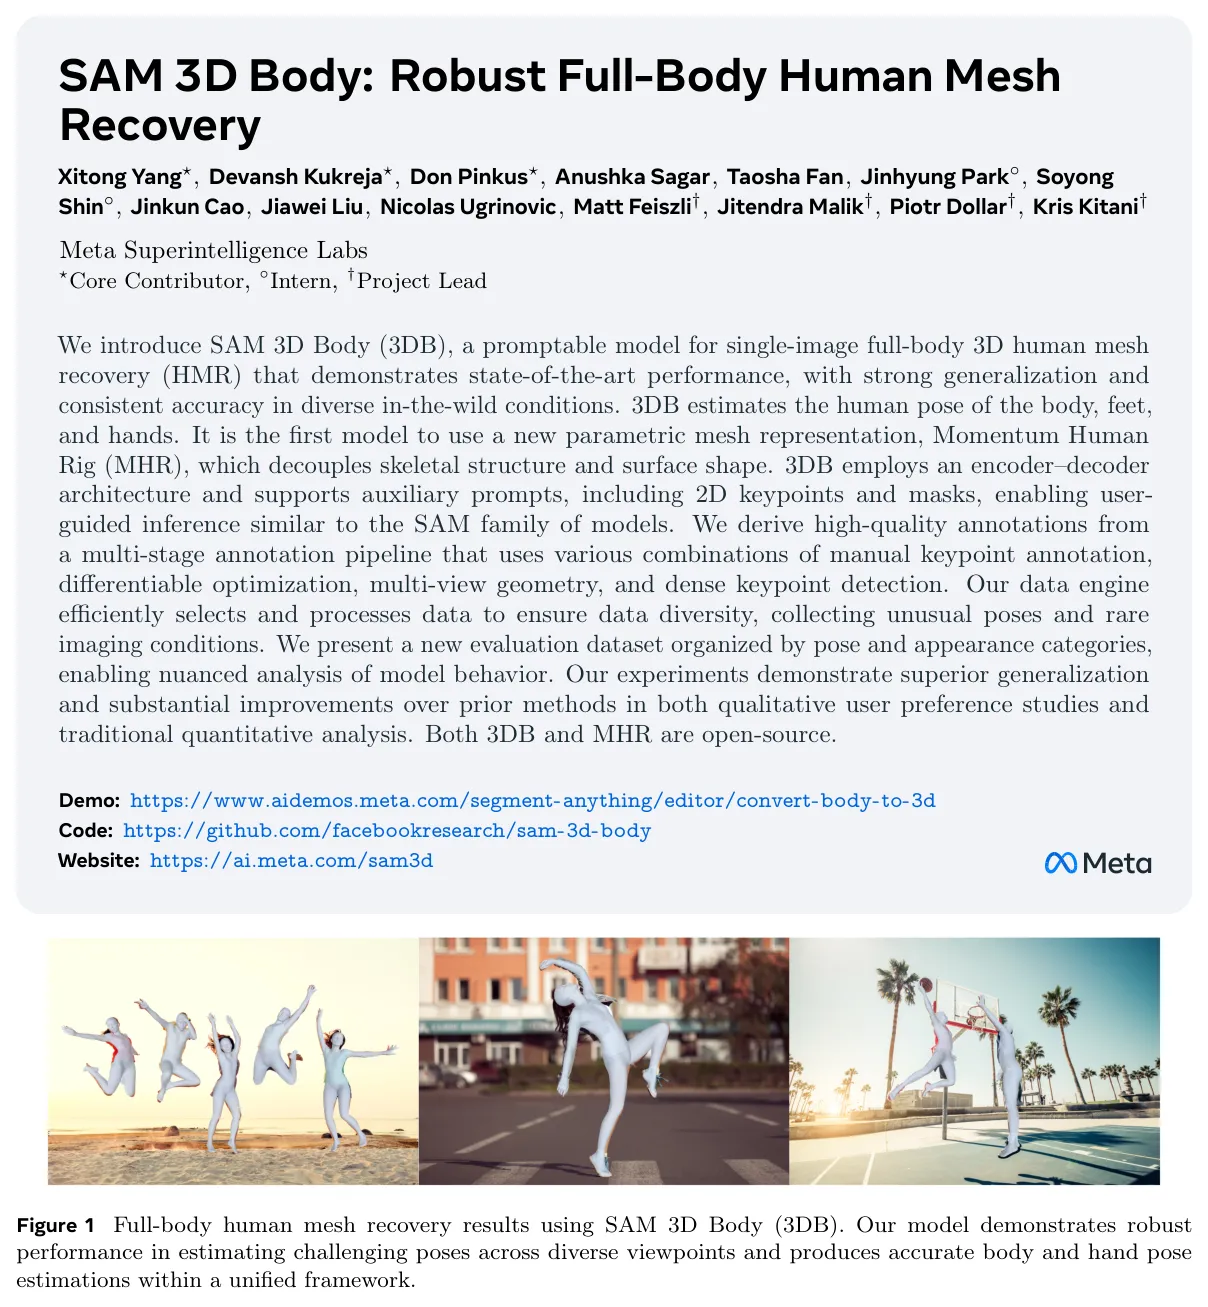 SAM 3D Body: Robust Full-Body Human Mesh
Recovery
Xitong Yang⋆, Devansh Kukreja⋆, Don Pinkus⋆, Anushka Sagar, Taosha Fan, Jinhyung Park○, Soyong
Shin○, Jinkun Cao, Jiawei Liu, Nicolas Ugrinovic, Matt Feiszli†, Jitendra Malik†, Piotr Dollar†, Kris Kitani†
Meta Superintelligence Labs
⋆Core Contributor, ○Intern, †Project Lead
We introduce SAM 3D Body (3DB), a promptable model for single-image full-body 3D human mesh
recovery (HMR) that demonstrates state-of-the-art performance, with strong generalization and
consistent accuracy in diverse in-the-wild conditions. 3DB estimates the human pose of the body, feet,
and hands. It is the first model to use a new parametric mesh representation, Momentum Human
Rig (MHR), which decouples skeletal structure and surface shape. 3DB employs an encoder–decoder
architecture and supports auxiliary prompts, including 2D keypoints and masks, enabling user-
guided inference similar to the SAM family of models. We derive high-quality annotations from
a multi-stage annotation pipeline that uses various combinations of manual keypoint annotation,
differentiable optimization, multi-view geometry, and dense keypoint detection. Our data engine
efficiently selects and processes data to ensure data diversity, collecting unusual poses and rare
imaging conditions. We present a new evaluation dataset organized by pose and appearance categories,
enabling nuanced analysis of model behavior. Our experiments demonstrate superior generalization
and substantial improvements over prior methods in both qualitative user preference studies and
traditional quantitative analysis. Both 3DB and MHR are open-source.
Demo: https://www.aidemos.meta.com/segment-anything/editor/convert-body-to-3d
Code: https://github.com/facebookresearch/sam-3d-body
Website: https://ai.meta.com/sam3d
Meta
Figure 1 Full-body human mesh recovery results using SAM 3D Body (3DB). Our model demonstrates robust
performance in estimating challenging poses across diverse viewpoints and produces accurate body and hand pose
estimations within a unified framework.